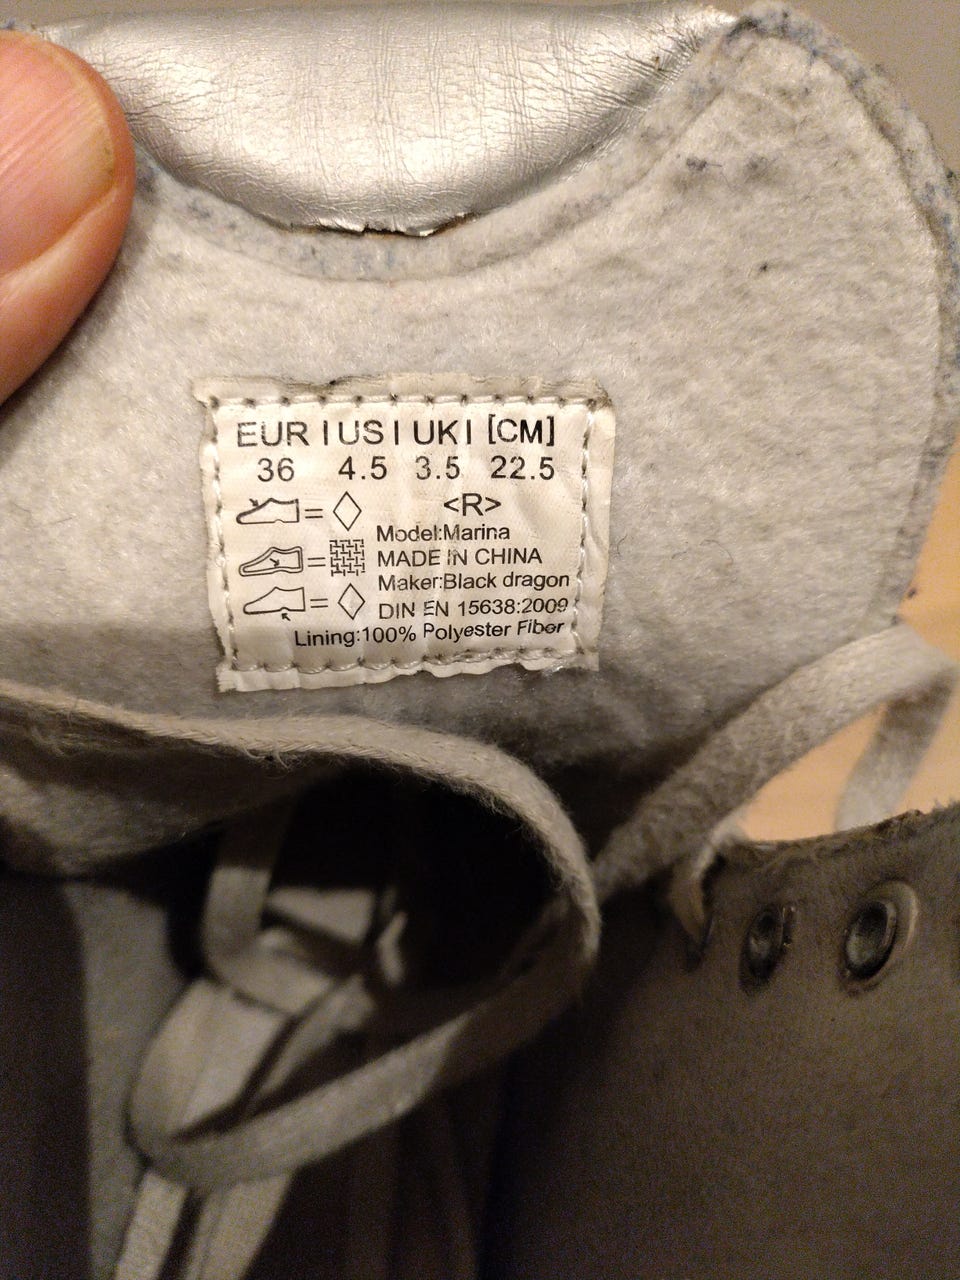 EUR | US | UK | [CM]
36 4.5 3.5 22.5
<R>
Model:Marina
MADE IN CHINA
Maker:Black dragon
DIN EN 15638:2009
Lining:100% Polyester Fiber